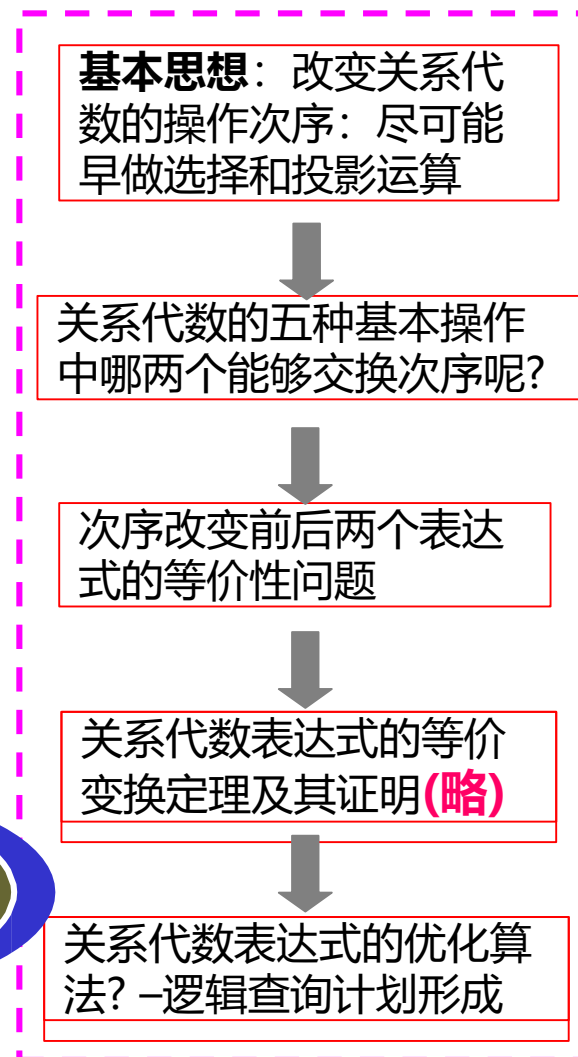 基本思想：改变关系代
数的操作次序：尽可能
早做选择和投影运算
关系代数的五种基本操作
中哪两个能够交换次序呢?
次序改变前后两个表达
式的等价性问题
关系代数表达式的等价
变换定理及其证明(略)
关系代数表达式的优化算
法? –逻辑查询计划形成